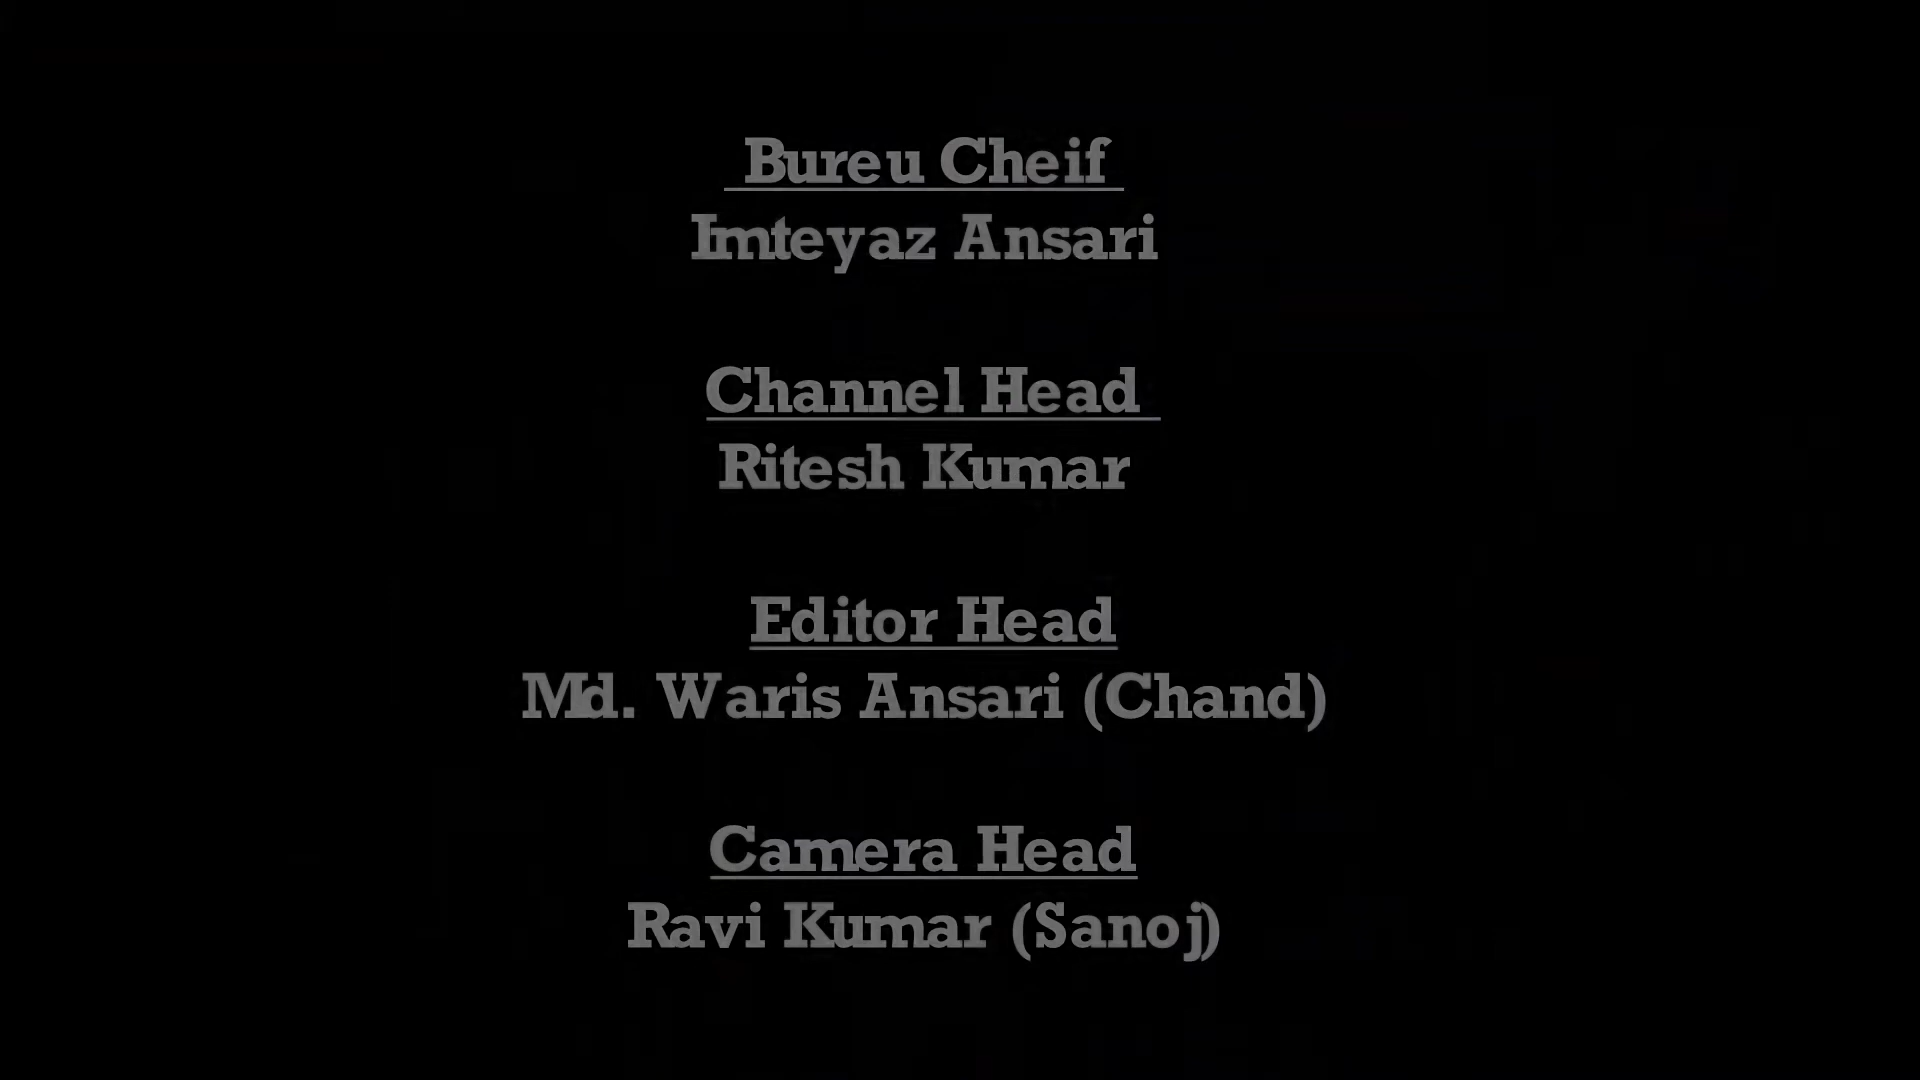 Bureu Cheif
Imteyaz Ansari
Channel Head
Ritesh Kumar
Editor Head
Md. Waris Ansari (Chand)
Camera Head
Ravi Kumar (Sanoj)